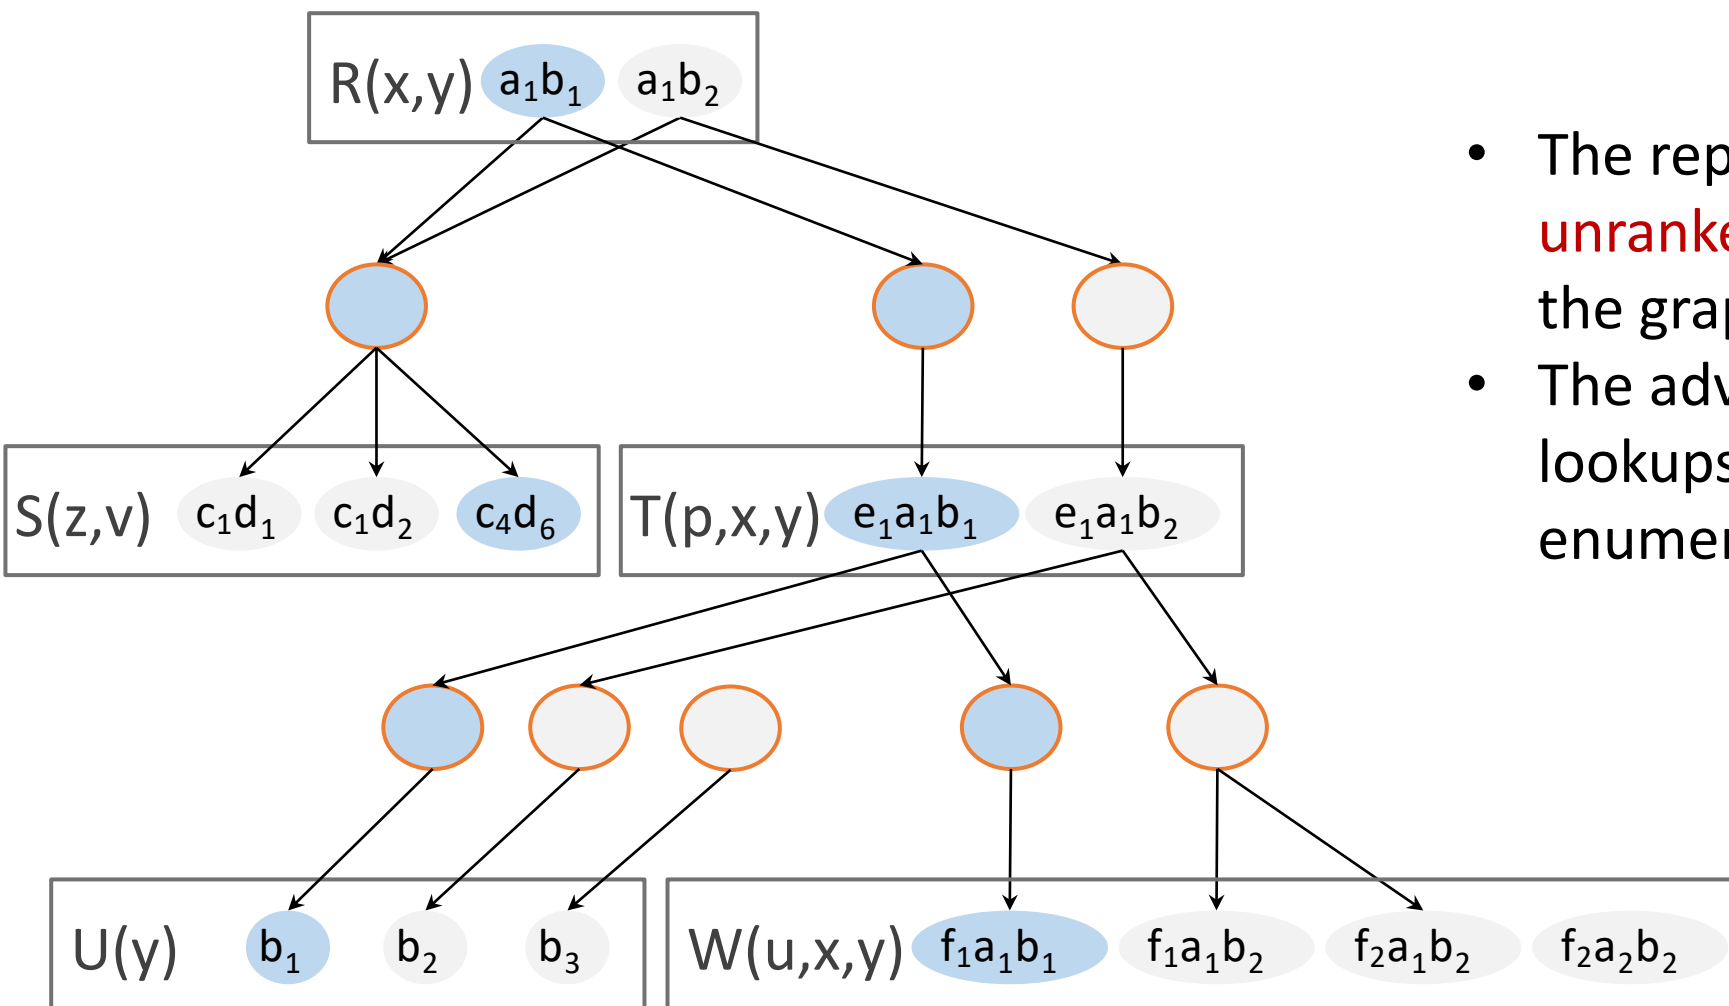 R(x,y) a₁b₁ a₁b₂
• The rep
unranke
the grap
• The adv
lookups
enumer
S(z,v) c₁d₁ c₁d₂ c₄d₆
T(p,x,y) e₁a₁b₁ e₁a₁b₂
U(y) b₁ b₂ b₃
W(u,x,y) f₁a₁b₁ f₁a₁b₂ f₂a₁b₂ f₂a₂b₂